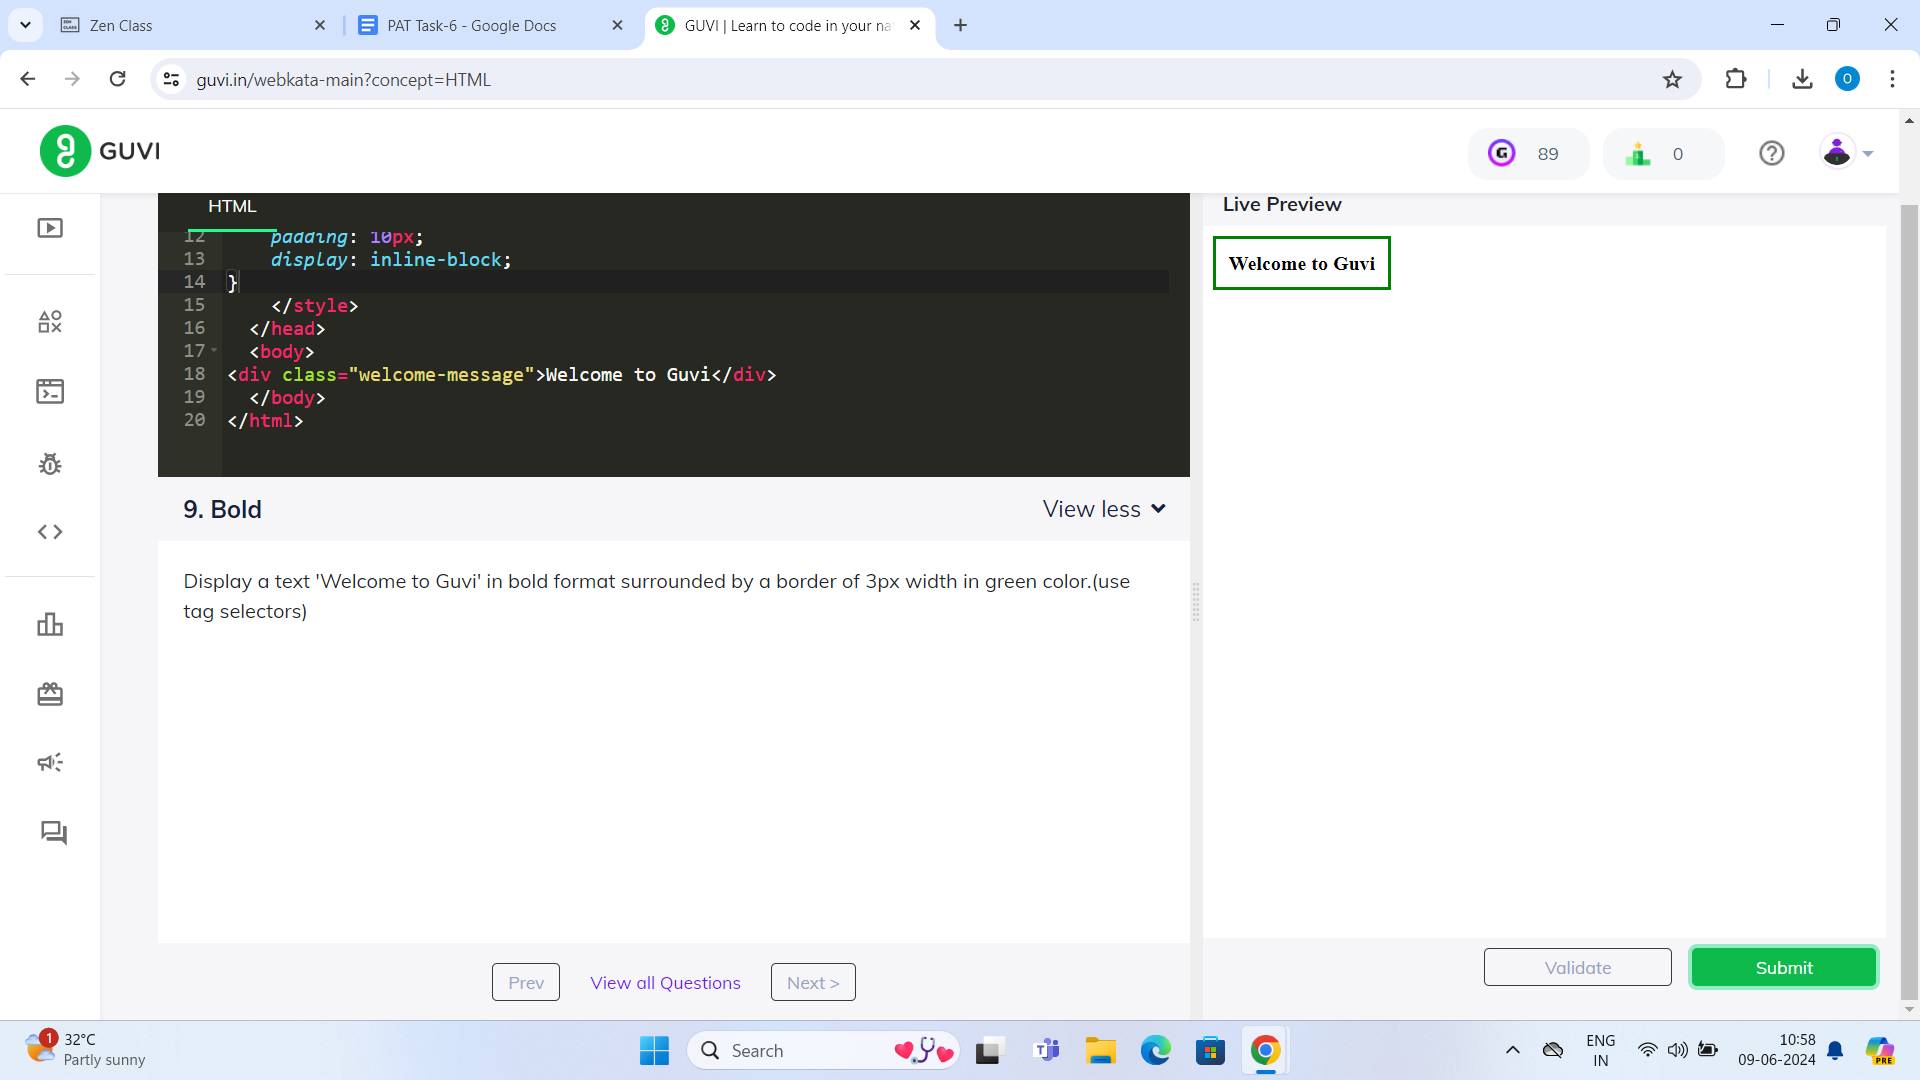 Zen Class
PAT Task-6 - Google Docs
GUVI | Learn to code in your na
guvi.in/webkata-main?concept=HTML
O
GUVI
G
89
0
HTML
Live Preview
12 padding: 10px;
13 display: inline-block;
14 }
15 </style>
16 </head>
17 <body>
18 <div class="welcome-message">Welcome to Guvi</div>
19 </body>
20 </html>
Welcome to Guvi
9. Bold
View less
Display a text 'Welcome to Guvi' in bold format surrounded by a border of 3px width in green color.(use
tag selectors)
Prev
View all Questions
Next >
Validate
Submit
1
32°C
Partly sunny
Search
ENG
IN
10:58
09-06-2024
PRE